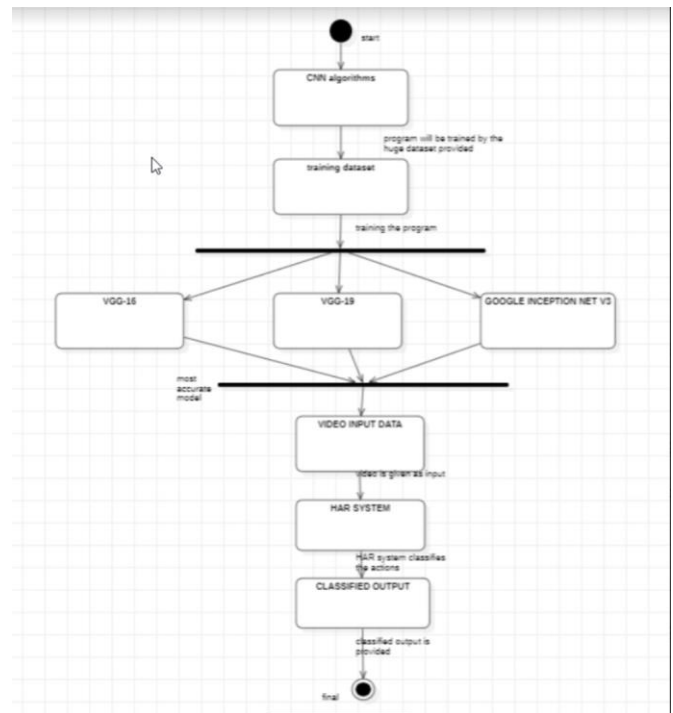 start
CNN algorithms
program will be trained by the
huge dataset provided
training dataset
training the program
VGG-16
VGG-19
GOOGLE INCEPTION NET V3
most
accurate
model
VIDEO INPUT DATA
video is given as input
HAR SYSTEM
HAR system classifies
the actions
CLASSIFIED OUTPUT
classified output is
provided
final